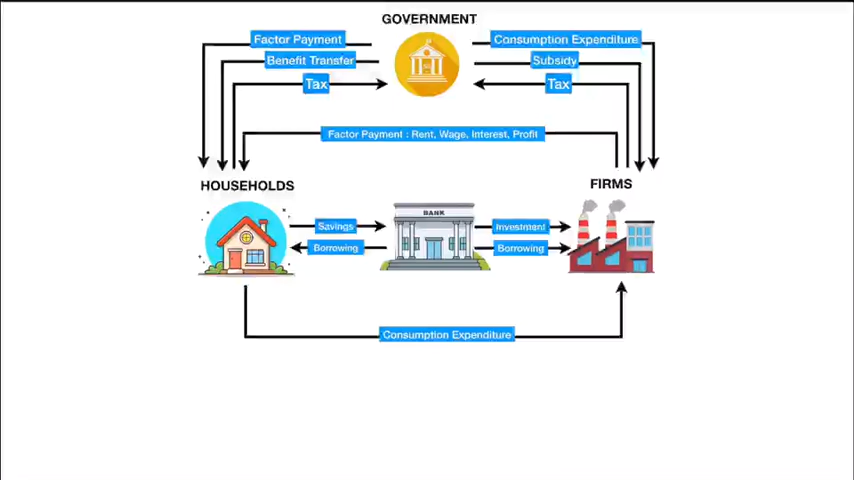 GOVERNMENT
Factor Payment
Consumption Expenditure
Benefit Transfer
Subsidy
Tax
Tax
Factor Payment : Rent, Wage, Interest, Profit
HOUSEHOLDS
FIRMS
BANK
Savings
Investment
Borrowing
Borrowing
Consumption Expenditure